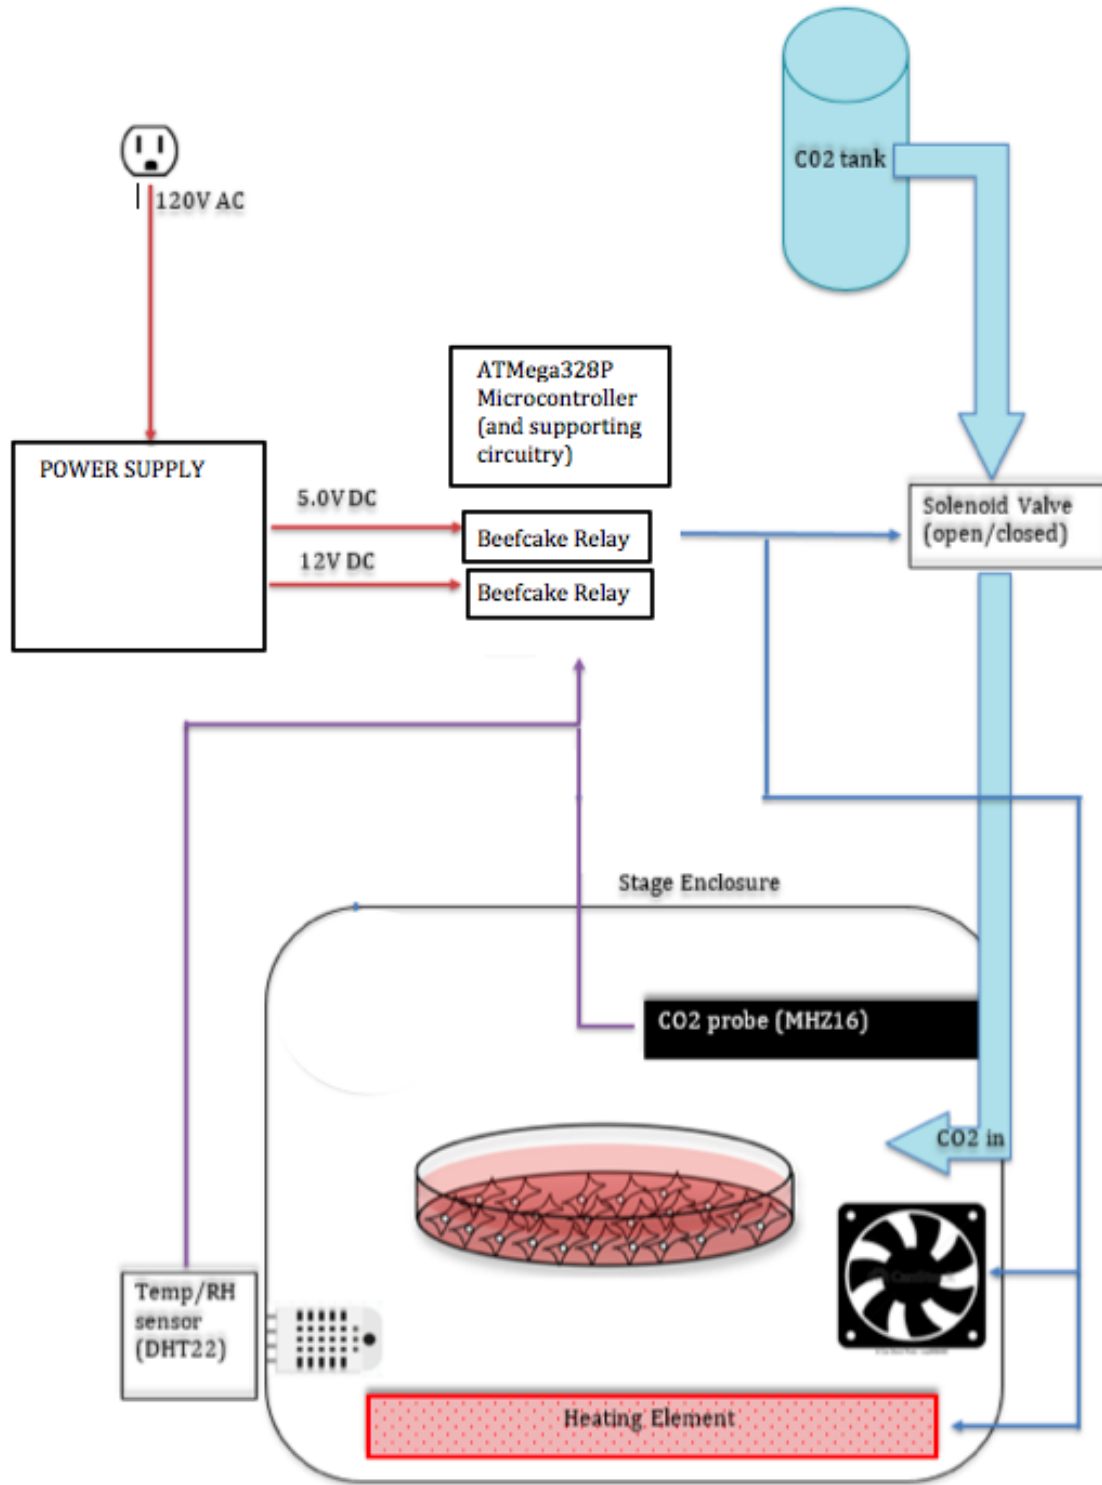 C02 tank
120V AC
ATMega328P
Microcontroller
(and supporting
circuitry)
POWER SUPPLY
5.0V DC
Solenoid Valve
(open/closed)
Beefcake Relay
12V DC
Beefcake Relay
Stage Enclosure
CO2 probe (MHZ16)
CO2 in
Temp/RH
sensor
(DHT22)
Heating Element